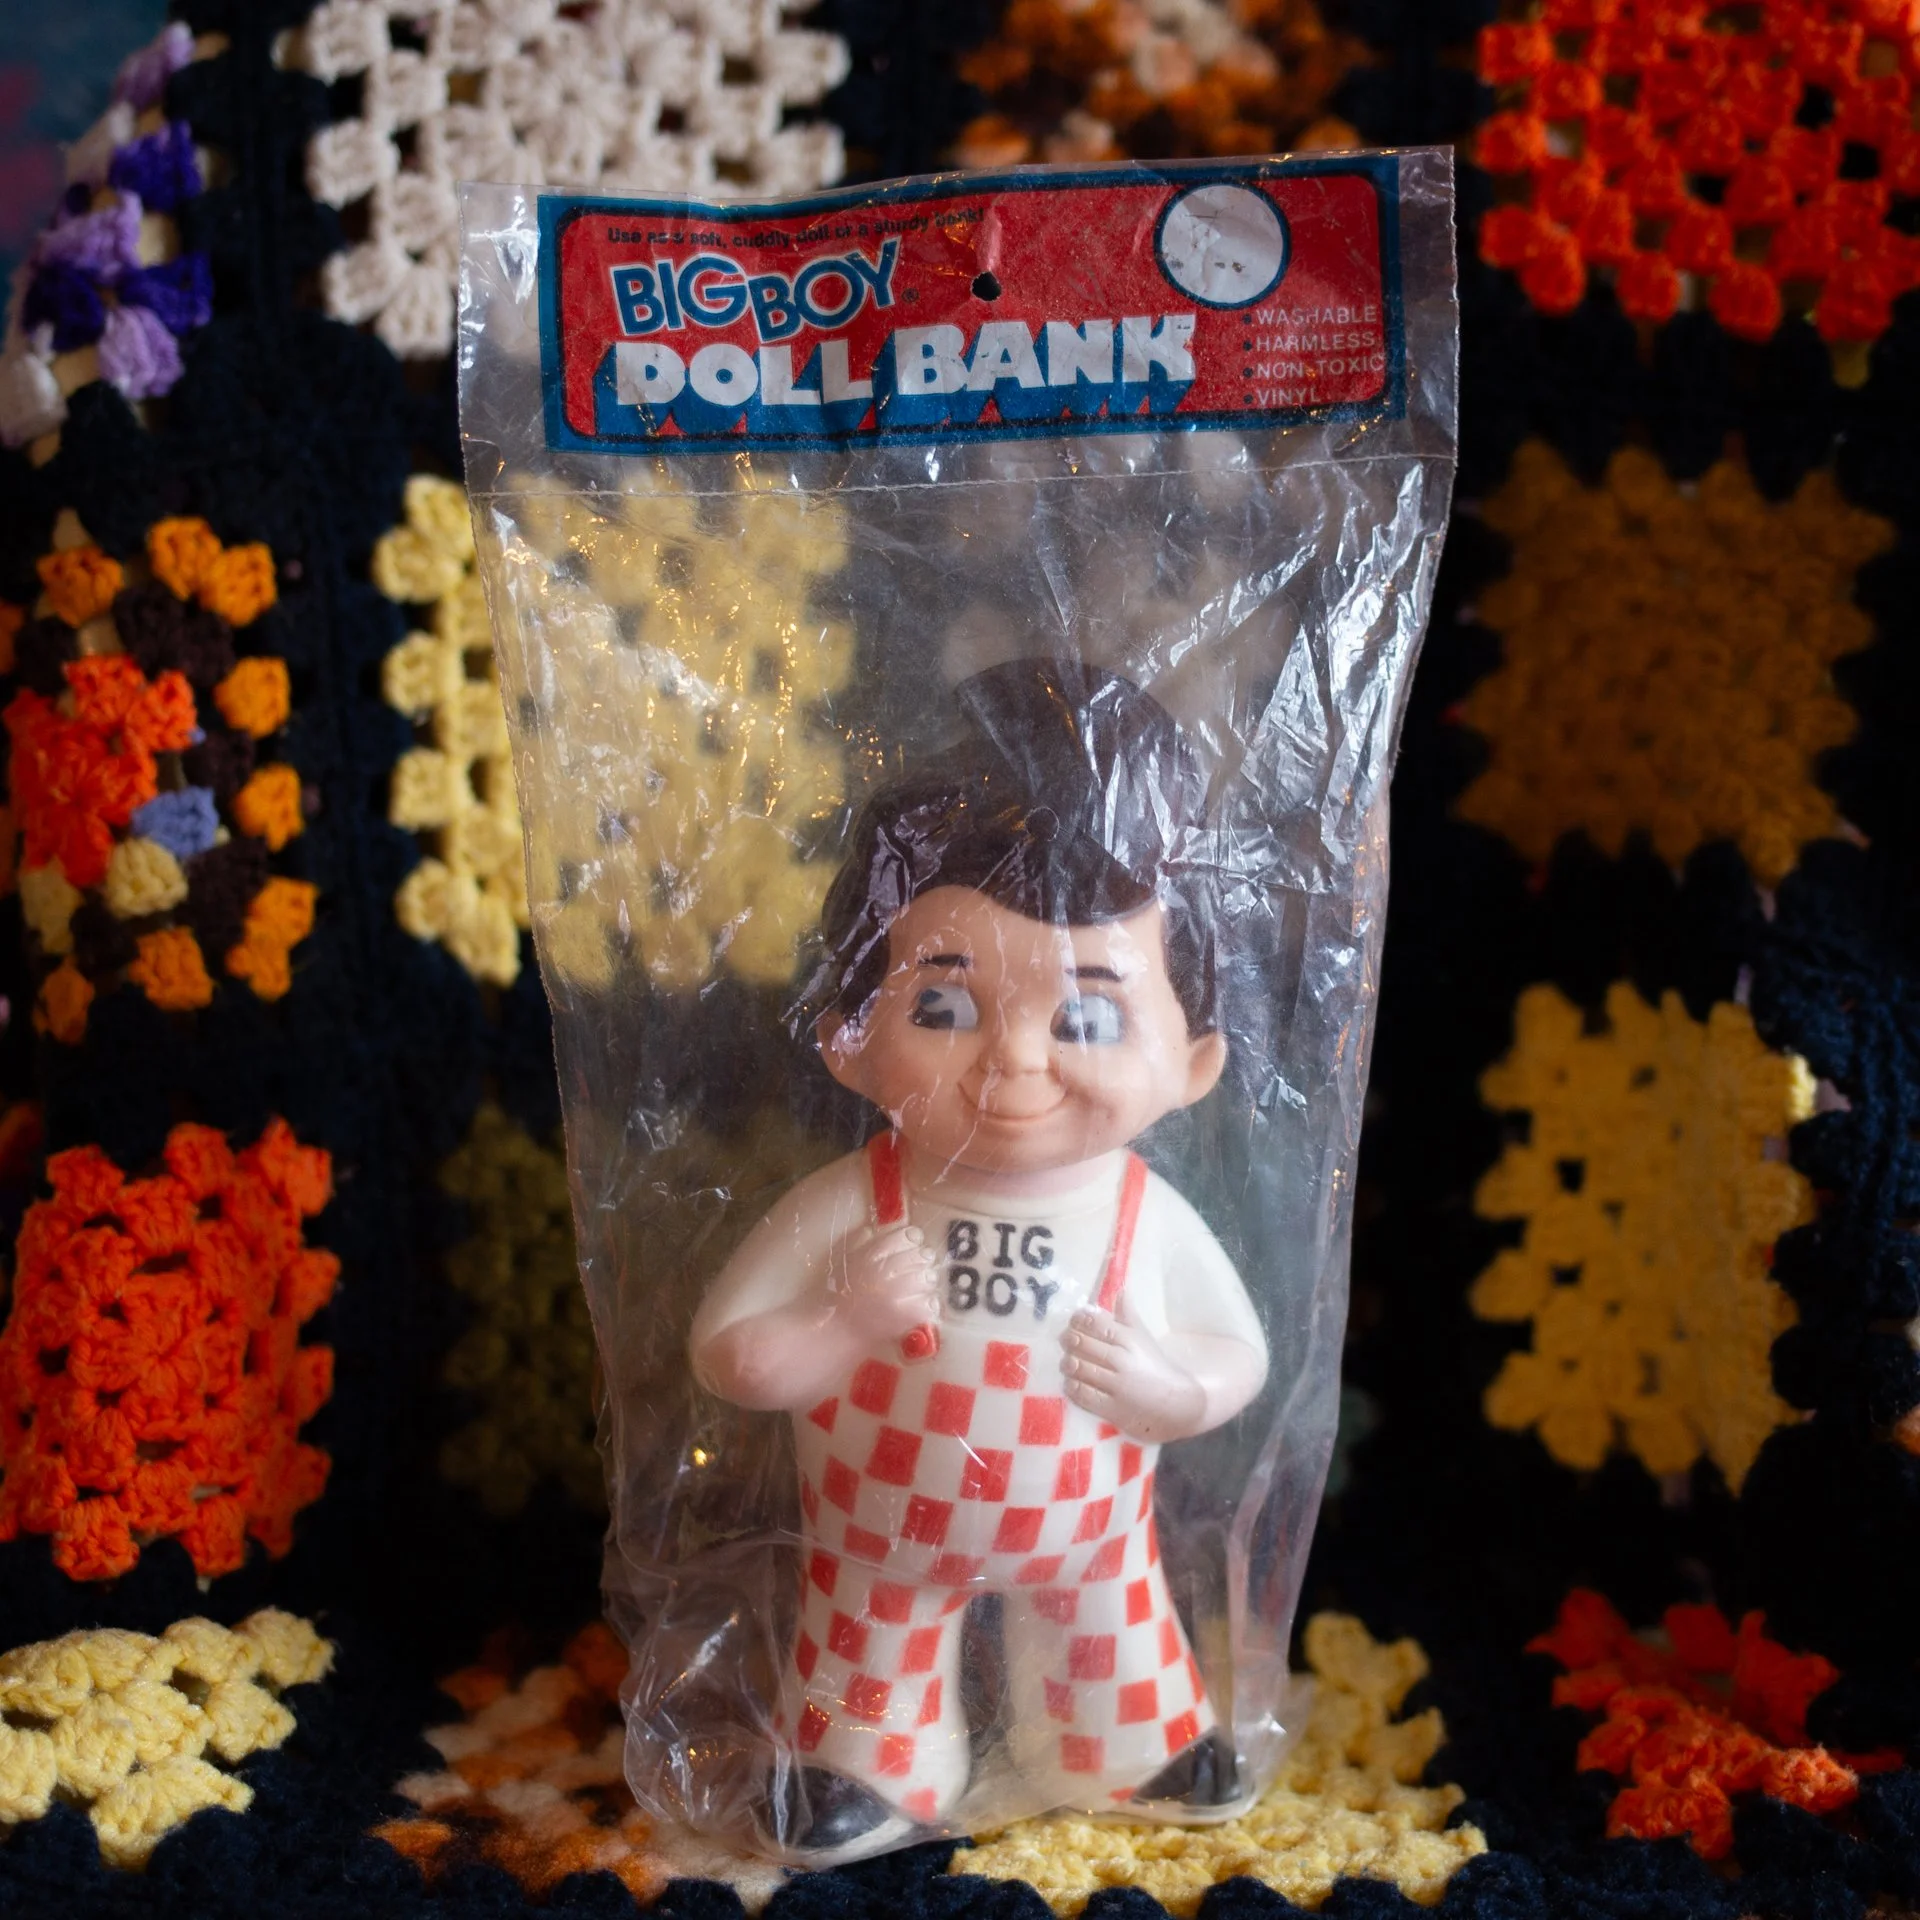 Use as a soft, cuddly doll or a sturdy bank!
BIG BOY®
DOLL BANK
• WASHABLE
• HARMLESS
• NON-TOXIC
• VINYL
BIG
BOY